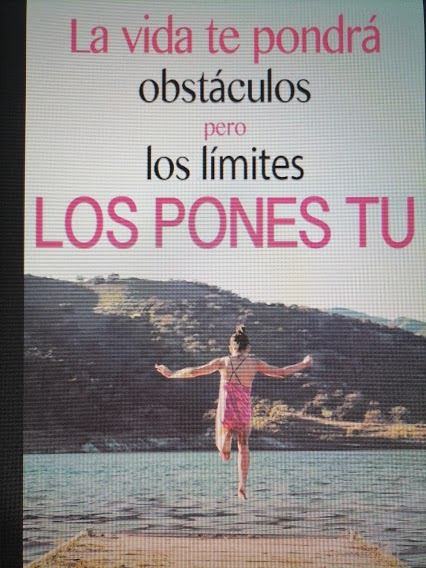 La vida te pondrá
obstáculos
pero
los límites
LOS PONES TU